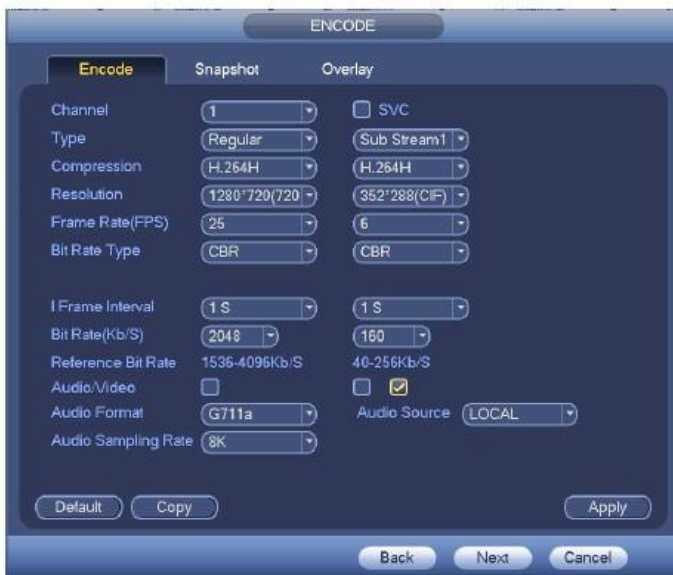 ENCODE
Encode Snapshot Overlay
Channel 1 SVC
Type Regular Sub Stream1
Compression H.264H H.264H
Resolution 1280*720(720 352*288(CIF)
Frame Rate(FPS) 25 6
Bit Rate Type CBR CBR
I Frame Interval 1 S 1 S
Bit Rate(Kb/S) 2048 160
Reference Bit Rate 1536-4096Kb/S 40-256Kb/S
Audio/Video
Audio Format G711a Audio Source LOCAL
Audio Sampling Rate 8K
Default Copy Apply
Back Next Cancel